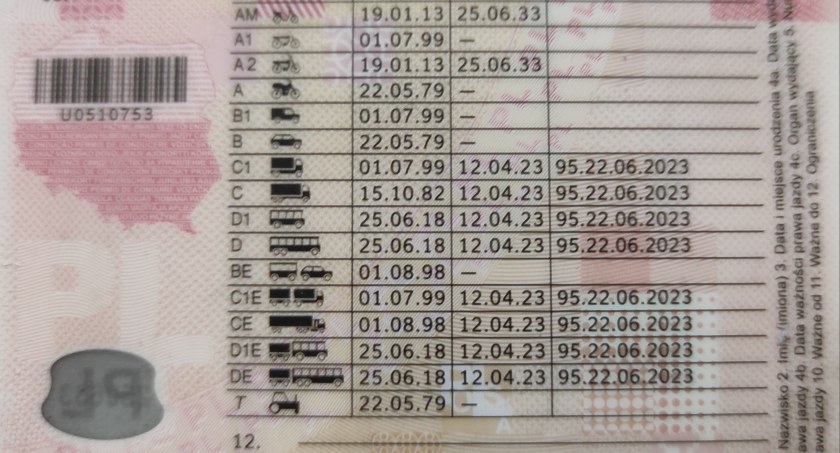 AM 19.01.13 25.06.33
A1 01.07.99 —
A2 19.01.13 25.06.33
A 22.05.79 —
B1 01.07.99 —
B 22.05.79 —
C1 01.07.99 12.04.23 95.22.06.2023
C 15.10.82 12.04.23 95.22.06.2023
D1 25.06.18 12.04.23 95.22.06.2023
D 25.06.18 12.04.23 95.22.06.2023
BE 01.08.98 —
C1E 01.07.99 12.04.23 95.22.06.2023
CE 01.08.98 12.04.23 95.22.06.2023
D1E 25.06.18 12.04.23 95.22.06.2023
DE 25.06.18 12.04.23 95.22.06.2023
T 22.05.79 —
12.
U0510753
PL
Nazwisko 2. Imię (imiona) 3. Data i miejsce urodzenia 4a. Data
4b. Data ważności prawa jazdy 4c. Organ wydający 5.
jazdy 10. Ważne od 11. Ważne do 12. Ograniczenia